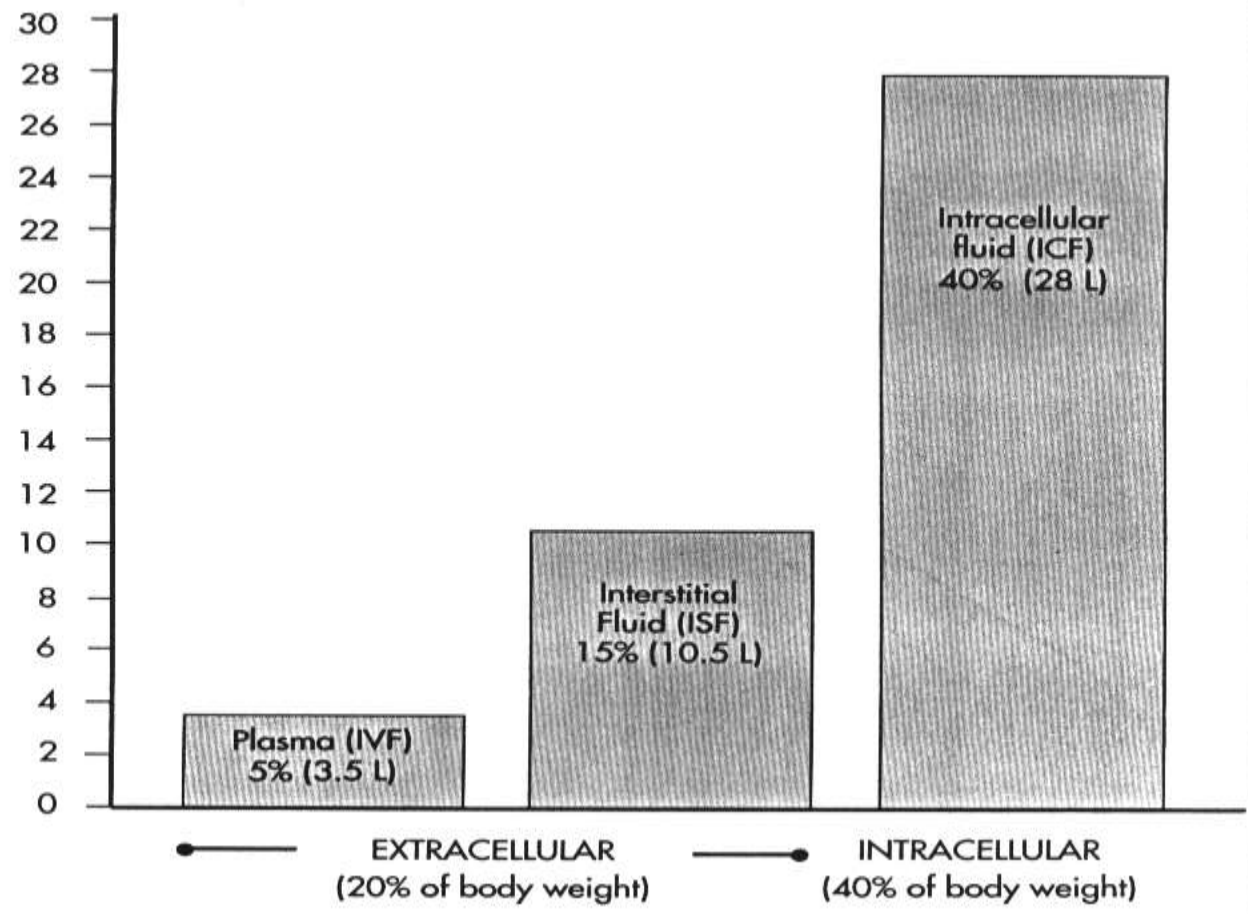 30
28
26
24
22
20
18
16
14
12
10
8
6
4
2
0
Plasma (IVF)
5% (3.5 L)
Interstitial
Fluid (ISF)
15% (10.5 L)
Intracellular
fluid (ICF)
40% (28 L)
EXTRACELLULAR
(20% of body weight)
INTRACELLULAR
(40% of body weight)